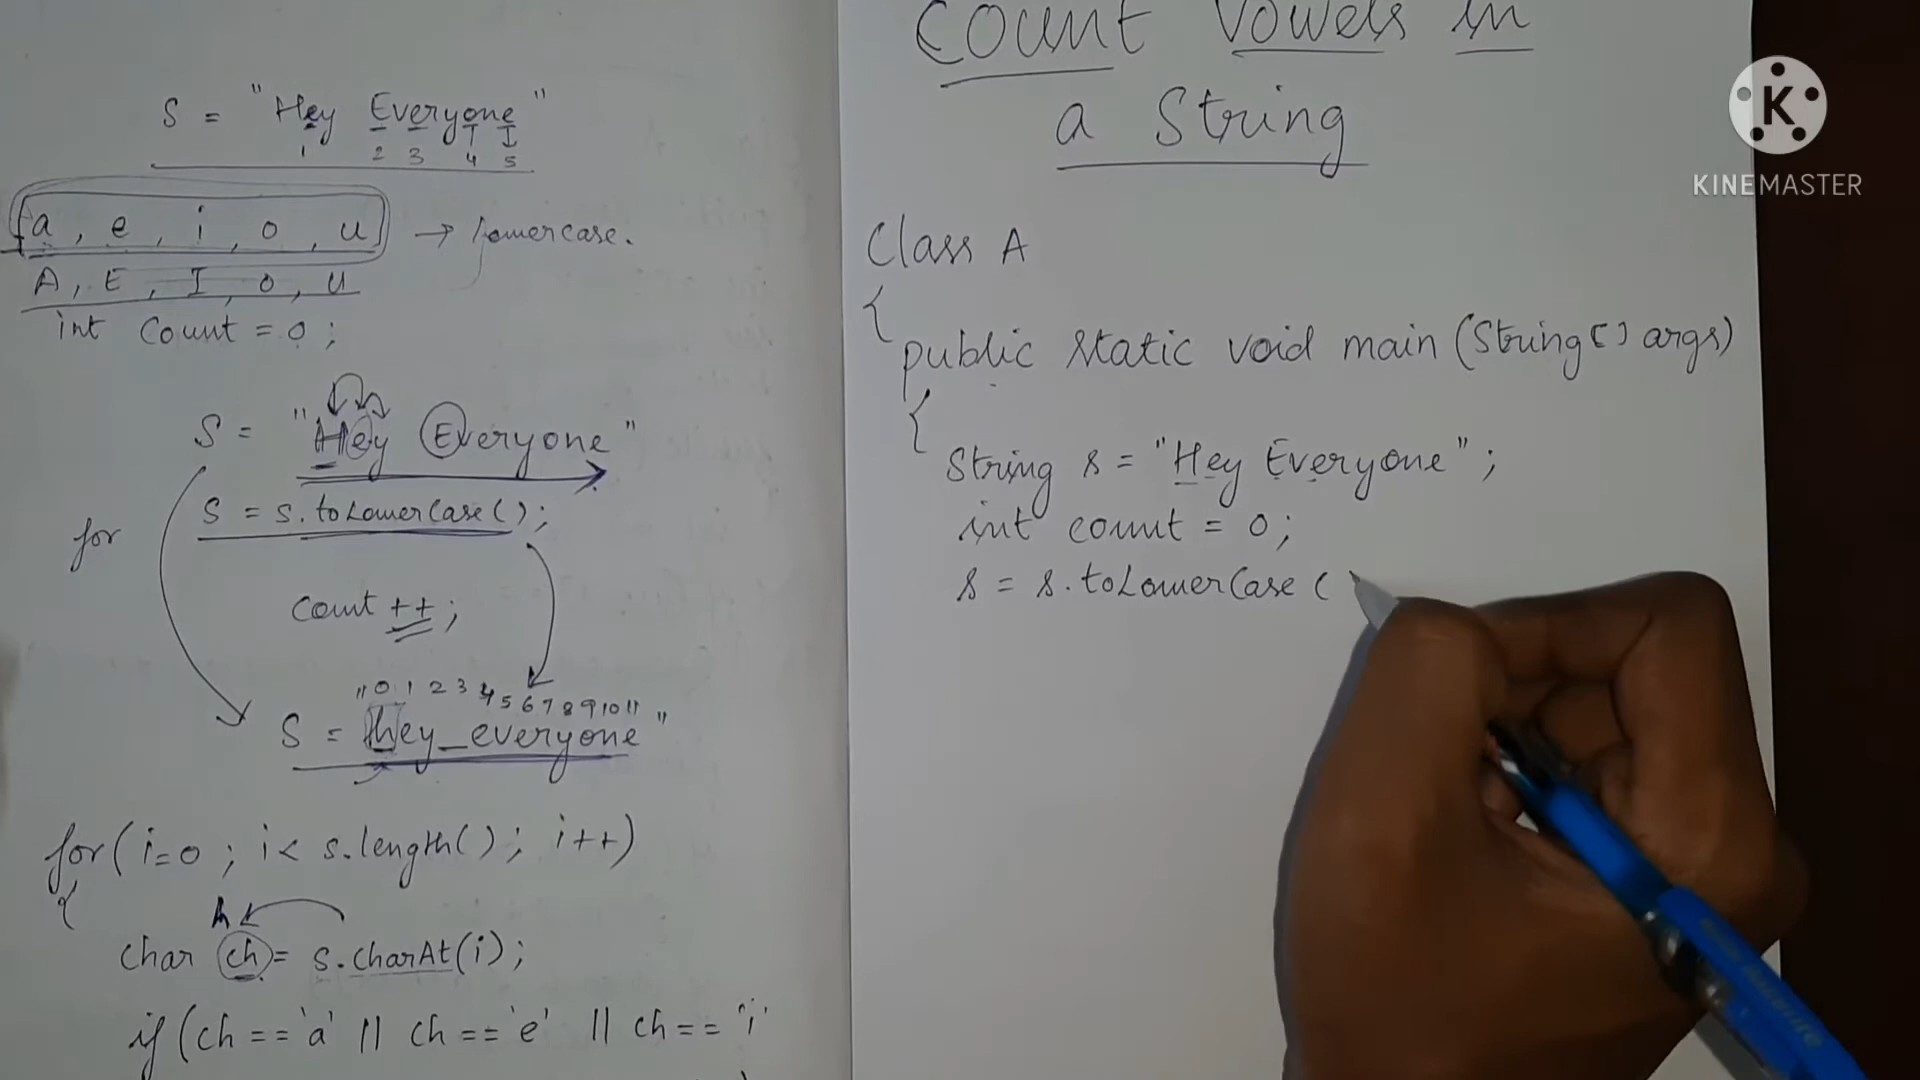 S = "Hey Everyone"
1 2 3 4 5
a, e, i, o, u → lowercase.
A, E, I, O, U
int Count = 0;
S = "Hey Everyone"
S = s.toLowerCase();
for
Count ++;
"0 1 2 3 4 5 6 7 8 9 10 11"
S = hey_everyone"
for(i=0; i< s.length(); i++)
{
h
char ch = s.charAt(i);
if (ch == 'a' || ch == 'e' || ch == 'i'
Count Vowels in
a String
Class A
{
public static void main (String[] args)
{
String s = "Hey Everyone";
int count = 0;
s = s.toLowerCase (
K
KINEMASTER